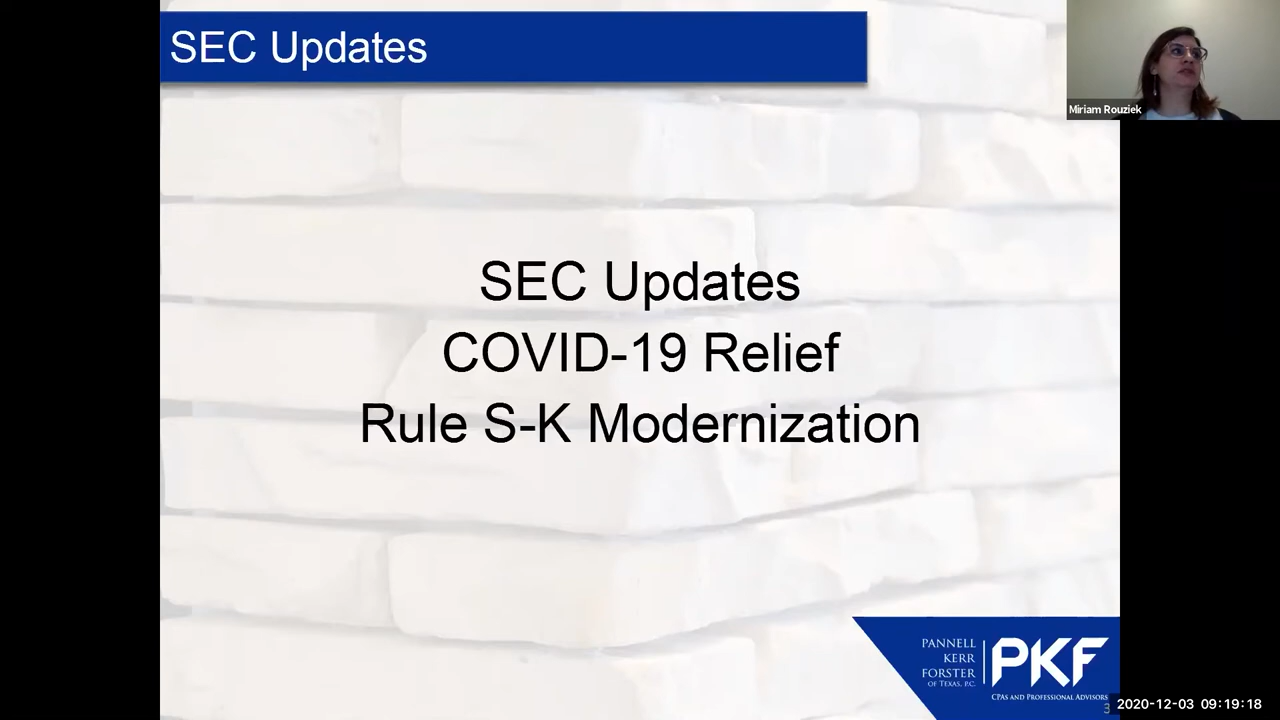 SEC Updates
Miriam Rouziek
SEC Updates
COVID-19 Relief
Rule S-K Modernization
PANNELL
KERR
FORSTER
OF TEXAS, P.C.
PKF
CPAS AND PROFESSIONAL ADVISORS
3
2020-12-03 09:19:18